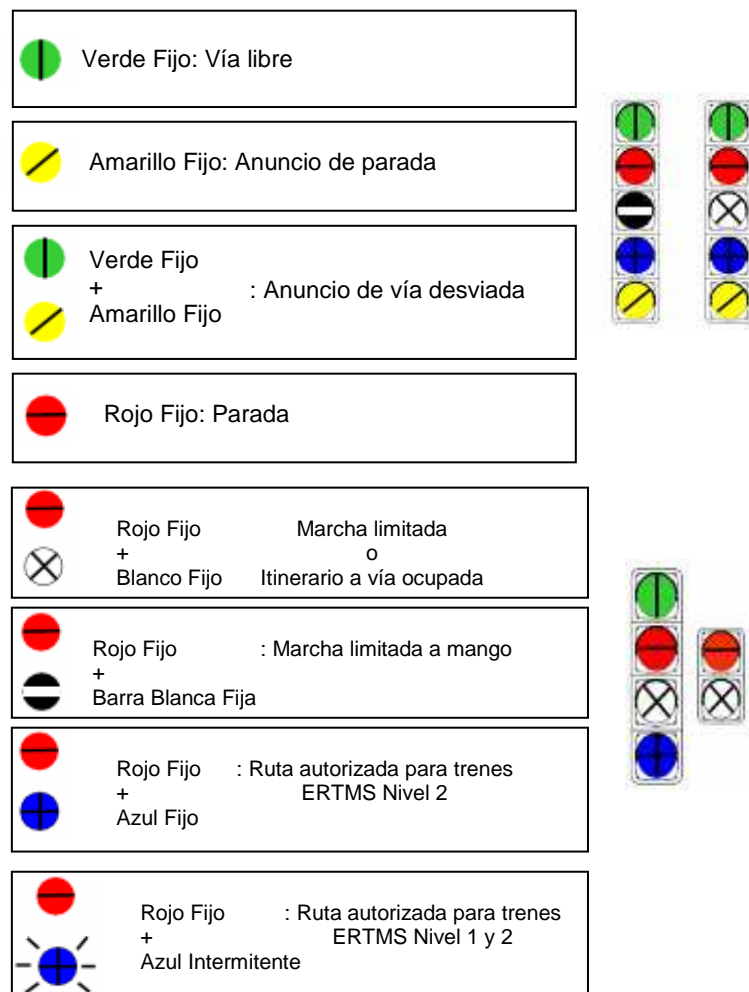 Verde Fijo: Vía libre
Amarillo Fijo: Anuncio de parada
Verde Fijo
+ : Anuncio de vía desviada
Amarillo Fijo
Rojo Fijo: Parada
Rojo Fijo Marcha limitada
+ o
Blanco Fijo Itinerario a vía ocupada
Rojo Fijo : Marcha limitada a mango
+
Barra Blanca Fija
Rojo Fijo : Ruta autorizada para trenes
+ ERTMS Nivel 2
Azul Fijo
Rojo Fijo : Ruta autorizada para trenes
+ ERTMS Nivel 1 y 2
Azul Intermitente